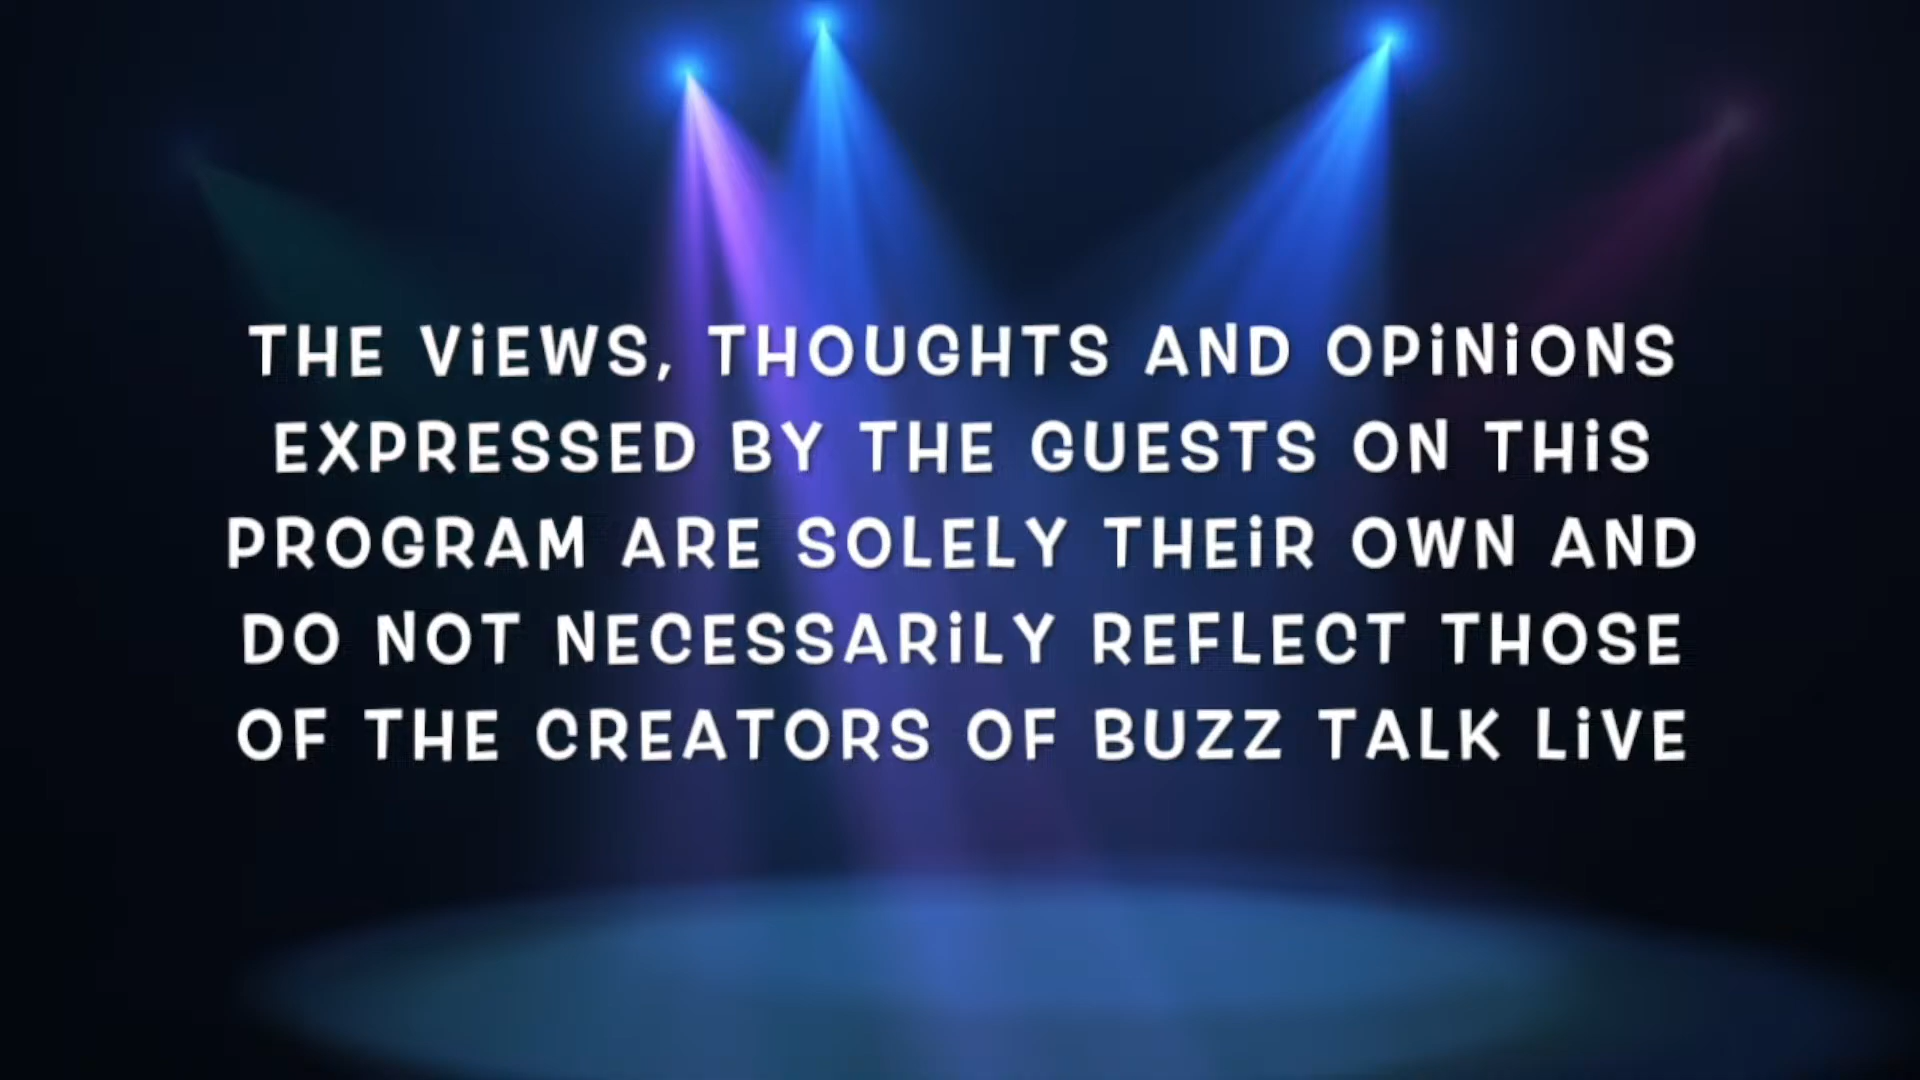 THE ViEWS, THOUGHTS AND OPiNiONS
EXPRESSED BY THE GUESTS ON THiS
PROGRAM ARE SOLELY THEiR OWN AND
DO NOT NECESSARiLY REFLECT THOSE
OF THE CREATORS OF BUZZ TALK LiVE